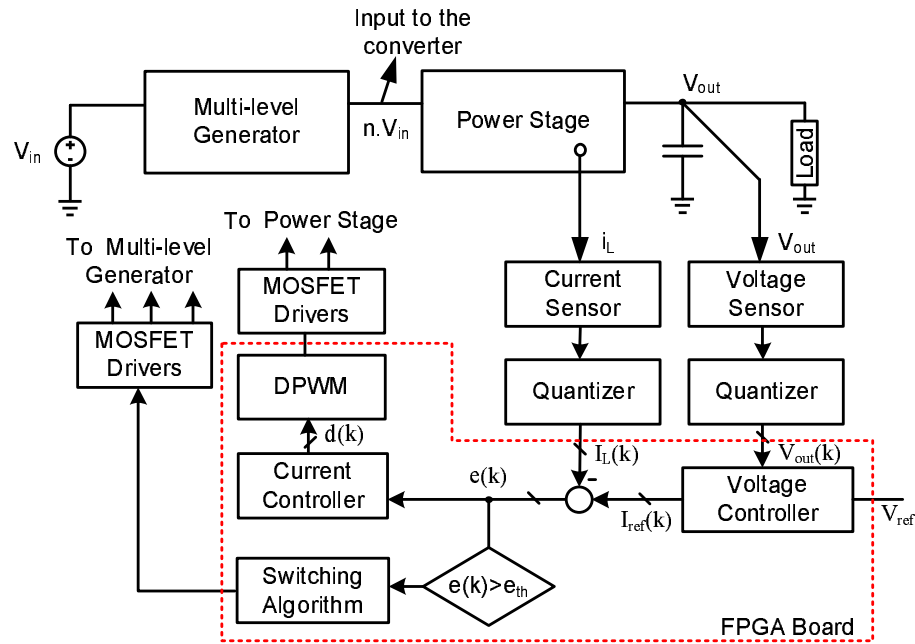 Input to the
converter
V_out
Multi-level
Generator
n.V_in
Power Stage
Load
V_in
+
-
To Power Stage
To Multi-level
Generator
i_L
V_out
MOSFET
Drivers
Current
Sensor
Voltage
Sensor
MOSFET
Drivers
DPWM
Quantizer
Quantizer
d(k)
I_L(k)
V_out(k)
Current
Controller
e(k)
-
I_ref(k)
Voltage
Controller
V_ref
Switching
Algorithm
e(k)>e_th
FPGA Board